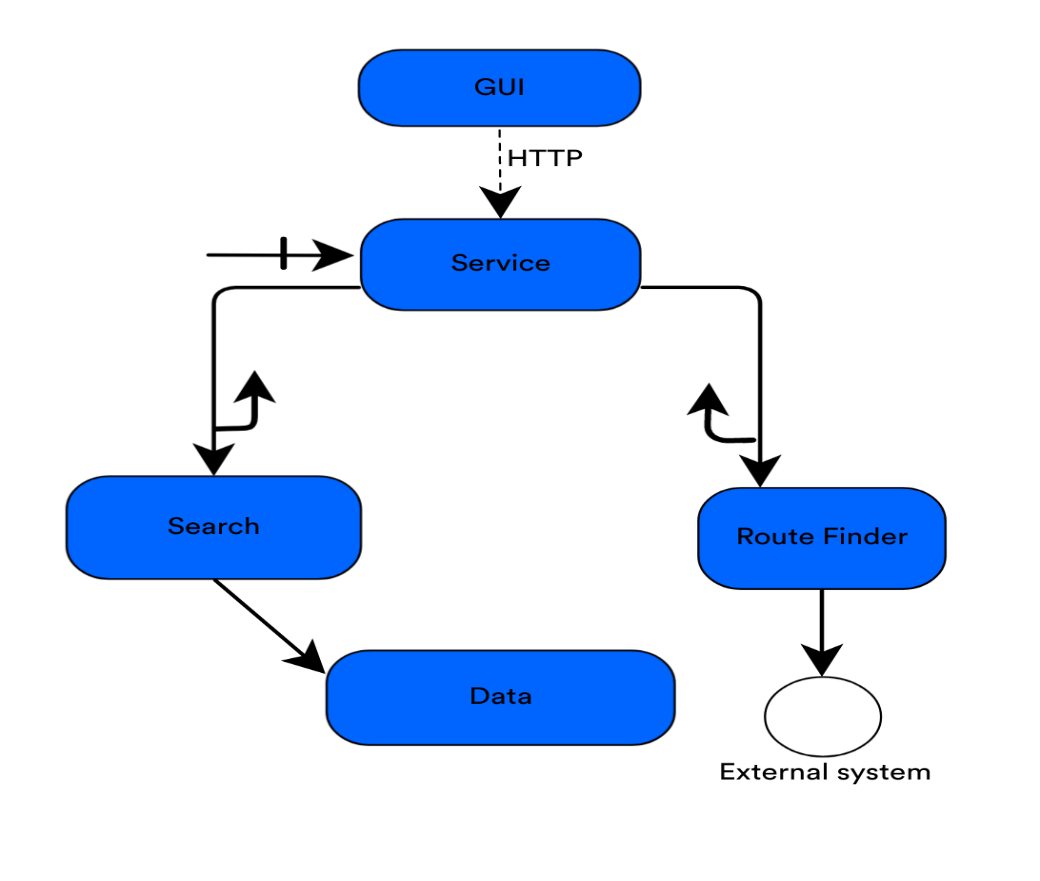 GUI
HTTP
Service
Search
Route Finder
Data
External system